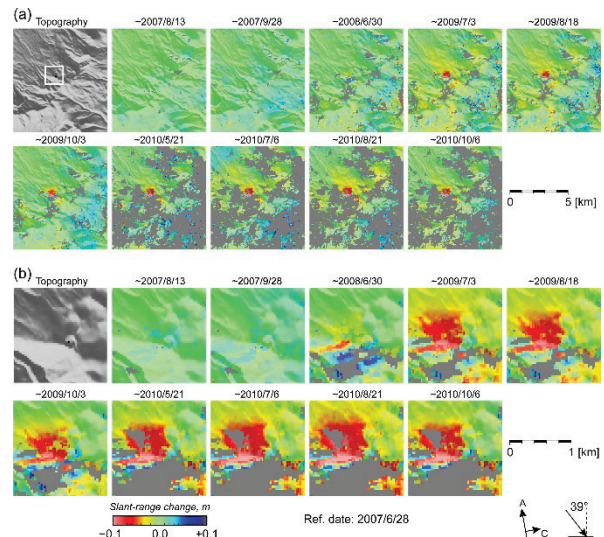 (a)
Topography ~2007/8/13 ~2007/9/28 ~2008/6/30 ~2009/7/3 ~2009/8/18
~2009/10/3 ~2010/5/21 ~2010/7/6 ~2010/8/21 ~2010/10/6
0 5 [km]
(b)
Topography ~2007/8/13 ~2007/9/28 ~2008/6/30 ~2009/7/3 ~2009/8/18
~2009/10/3 ~2010/5/21 ~2010/7/6 ~2010/8/21 ~2010/10/6
0 1 [km]
Slant-range change, m
−0.1 0.0 +0.1
Ref. date: 2007/6/28
A
C
39°